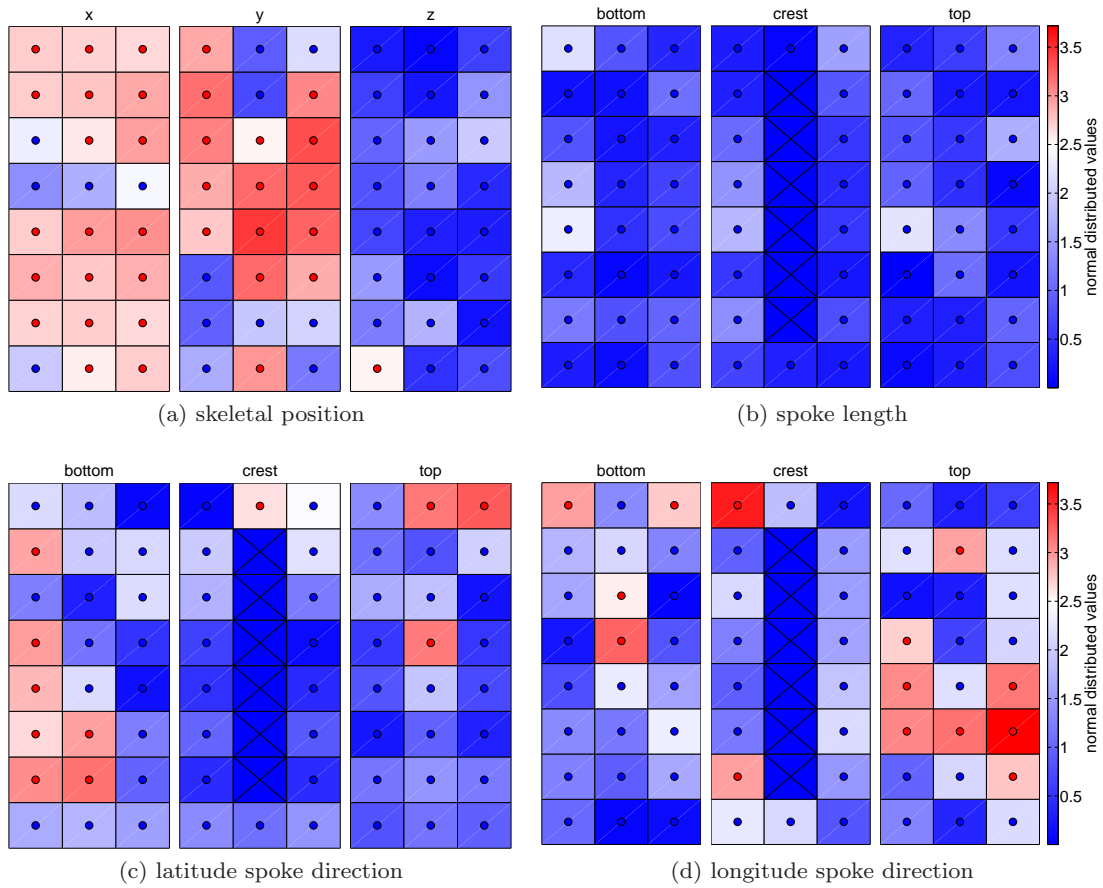 x y z
bottom crest top
3.5
3
2.5
2
1.5
1
0.5
normal distributed values
(a) skeletal position
(b) spoke length
bottom crest top
bottom crest top
3.5
3
2.5
2
1.5
1
0.5
normal distributed values
(c) latitude spoke direction
(d) longitude spoke direction